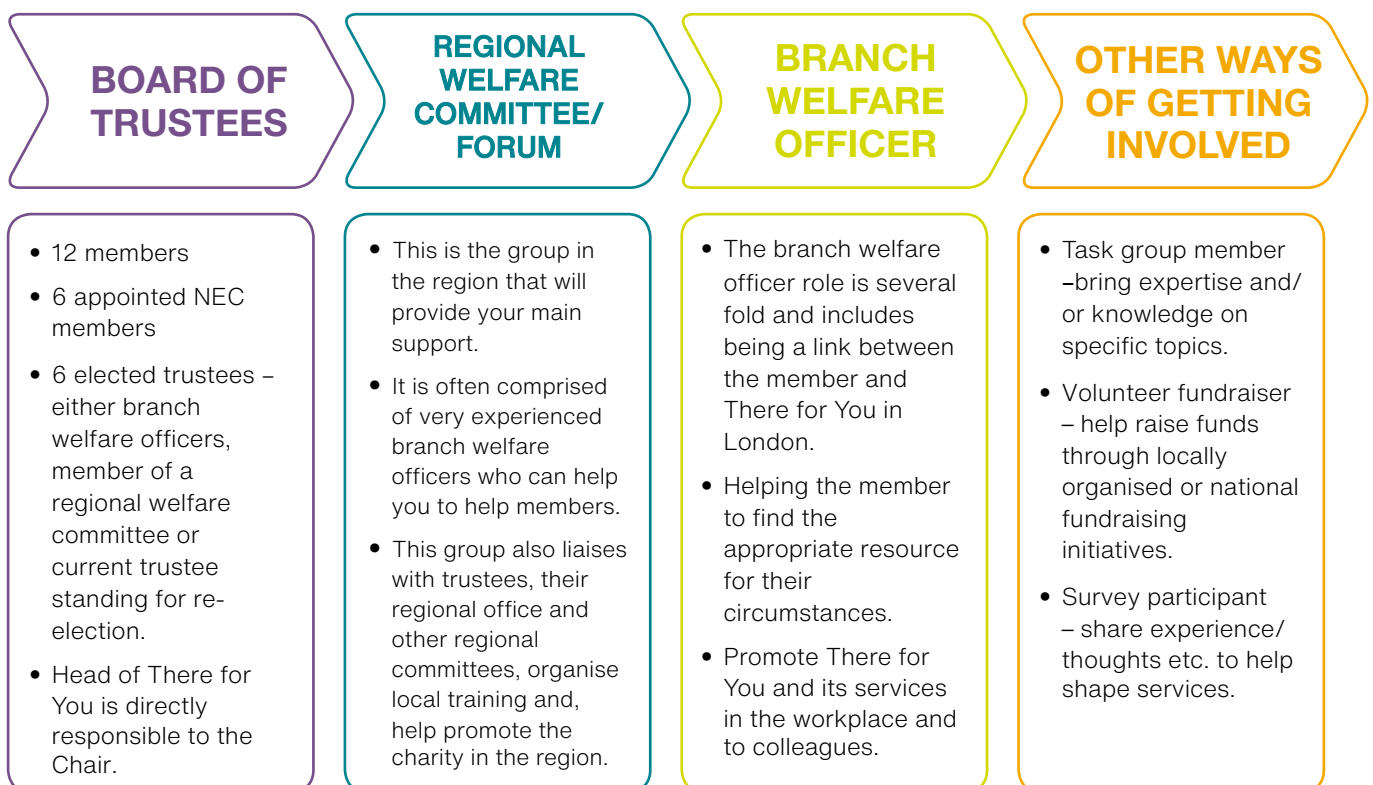 BOARD OF
TRUSTEES
• 12 members
• 6 appointed NEC
members
• 6 elected trustees –
either branch
welfare officers,
member of a
regional welfare
committee or
current trustee
standing for re-
election.
• Head of There for
You is directly
responsible to the
Chair.
REGIONAL
WELFARE
COMMITTEE/
FORUM
• This is the group in
the region that will
provide your main
support.
• It is often comprised
of very experienced
branch welfare
officers who can help
you to help members.
• This group also liaises
with trustees, their
regional office and
other regional
committees, organise
local training and,
help promote the
charity in the region.
BRANCH
WELFARE
OFFICER
• The branch welfare
officer role is several
fold and includes
being a link between
the member and
There for You in
London.
• Helping the member
to find the
appropriate resource
for their
circumstances.
• Promote There for
You and its services
in the workplace and
to colleagues.
OTHER WAYS
OF GETTING
INVOLVED
• Task group member
–bring expertise and/
or knowledge on
specific topics.
• Volunteer fundraiser
– help raise funds
through locally
organised or national
fundraising
initiatives.
• Survey participant
– share experience/
thoughts etc. to help
shape services.